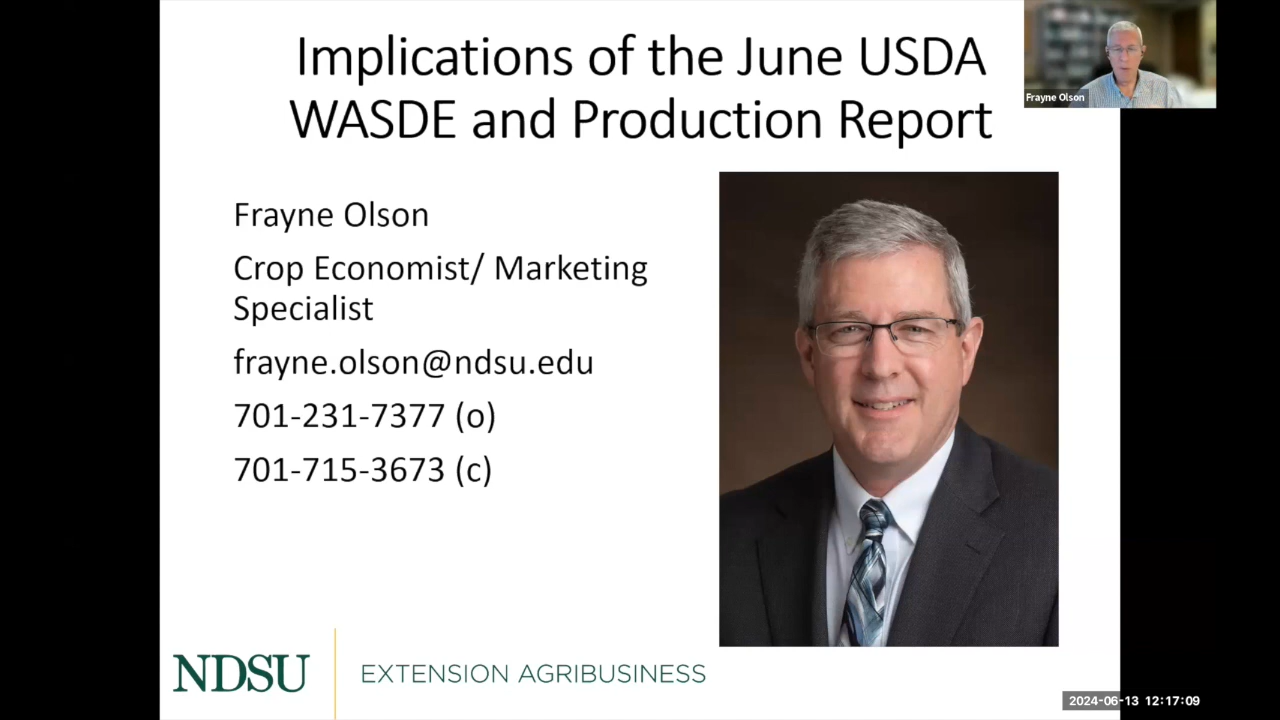 Implications of the June USDA
WASDE and Production Report
Frayne Olson
Frayne Olson
Crop Economist/ Marketing
Specialist
frayne.olson@ndsu.edu
701-231-7377 (o)
701-715-3673 (c)
NDSU
EXTENSION AGRIBUSINESS
2024-06-13 12:17:09